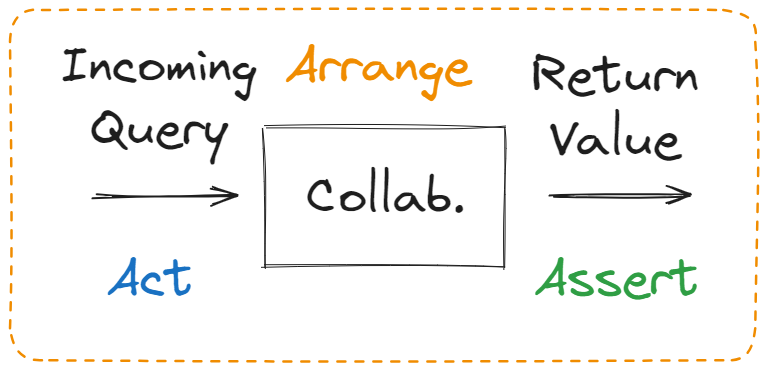 Incoming
Query
Arrange
Return
Value
Collab.
Act
Assert